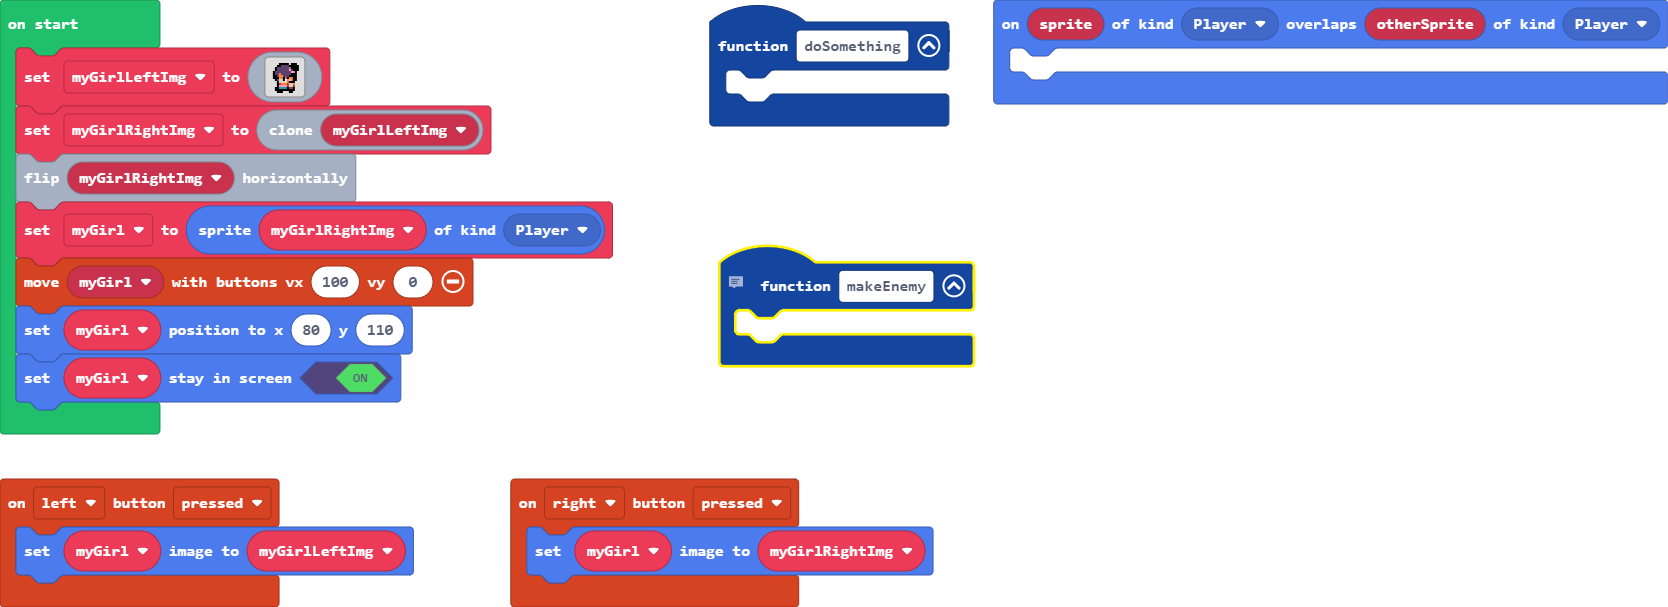 on start
set myGirlLeftImg to
set myGirlRightImg to clone myGirlLeftImg
flip myGirlRightImg horizontally
set myGirl to sprite myGirlRightImg of kind Player
move myGirl with buttons vx 100 vy 0
set myGirl position to x 80 y 110
set myGirl stay in screen ON
function doSomething
on sprite of kind Player overlaps otherSprite of kind Player
function makeEnemy
on left button pressed
set myGirl image to myGirlLeftImg
on right button pressed
set myGirl image to myGirlRightImg